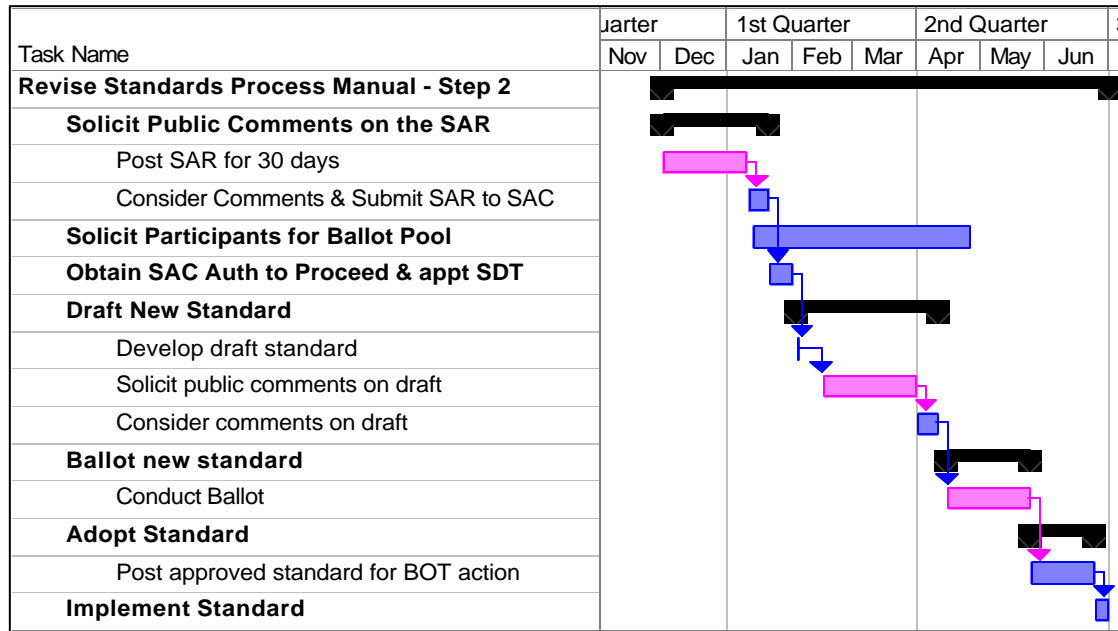 uarter 1st Quarter 2nd Quarter
Task Name Nov Dec Jan Feb Mar Apr May Jun
Revise Standards Process Manual - Step 2
Solicit Public Comments on the SAR
Post SAR for 30 days
Consider Comments & Submit SAR to SAC
Solicit Participants for Ballot Pool
Obtain SAC Auth to Proceed & appt SDT
Draft New Standard
Develop draft standard
Solicit public comments on draft
Consider comments on draft
Ballot new standard
Conduct Ballot
Adopt Standard
Post approved standard for BOT action
Implement Standard